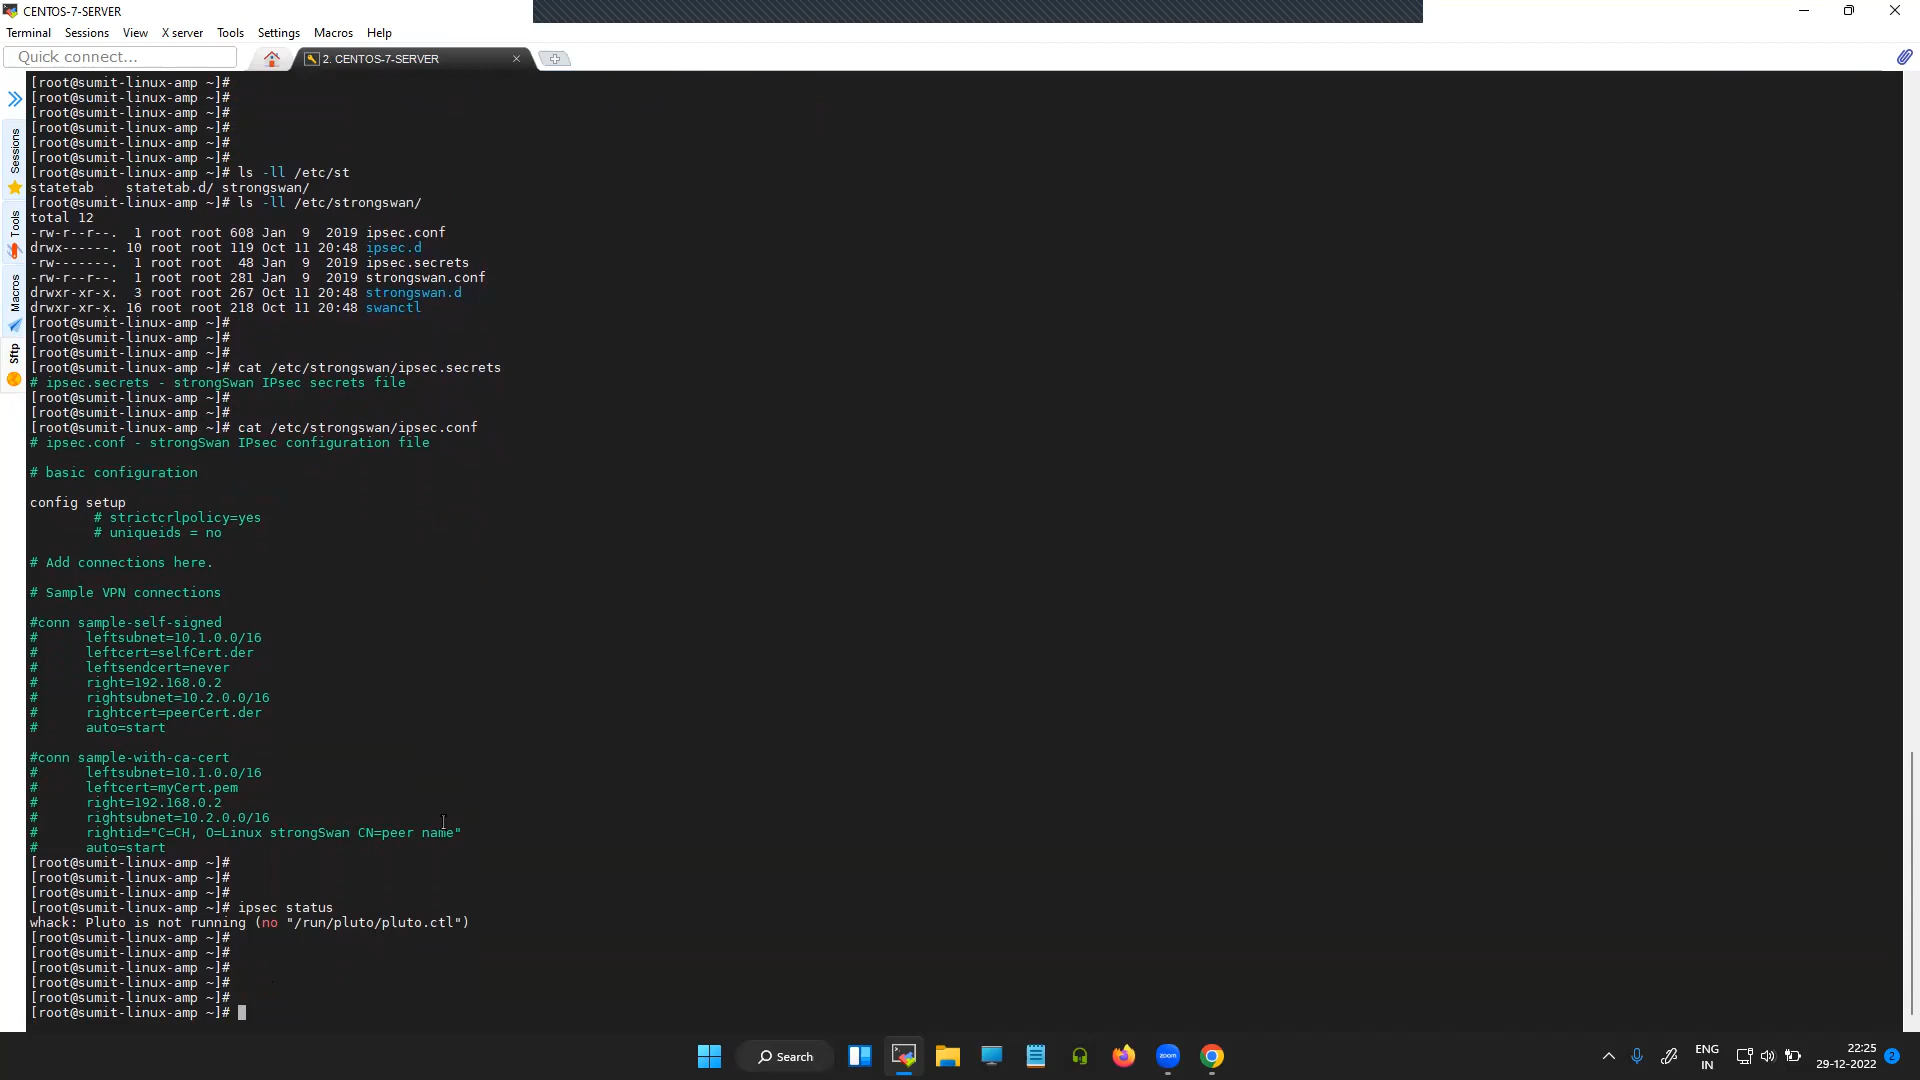 CENTOS-7-SERVER
Terminal Sessions View X server Tools Settings Macros Help
Quick connect...
2. CENTOS-7-SERVER
Sessions
Tools
Macros
Sftp
[root@sumit-linux-amp ~]#
[root@sumit-linux-amp ~]#
[root@sumit-linux-amp ~]#
[root@sumit-linux-amp ~]#
[root@sumit-linux-amp ~]#
[root@sumit-linux-amp ~]#
[root@sumit-linux-amp ~]# ls -ll /etc/st
statetab    statetab.d/ strongswan/
[root@sumit-linux-amp ~]# ls -ll /etc/strongswan/
total 12
-rw-r--r--.  1 root root 608 Jan  9  2019 ipsec.conf
drwx------. 10 root root 119 Oct 11 20:48 ipsec.d
-rw-------.  1 root root  48 Jan  9  2019 ipsec.secrets
-rw-r--r--.  1 root root 281 Jan  9  2019 strongswan.conf
drwxr-xr-x.  3 root root 267 Oct 11 20:48 strongswan.d
drwxr-xr-x. 16 root root 218 Oct 11 20:48 swanctl
[root@sumit-linux-amp ~]#
[root@sumit-linux-amp ~]#
[root@sumit-linux-amp ~]#
[root@sumit-linux-amp ~]# cat /etc/strongswan/ipsec.secrets
# ipsec.secrets - strongSwan IPsec secrets file
[root@sumit-linux-amp ~]#
[root@sumit-linux-amp ~]#
[root@sumit-linux-amp ~]# cat /etc/strongswan/ipsec.conf
# ipsec.conf - strongSwan IPsec configuration file
# basic configuration
config setup
        # strictcrlpolicy=yes
        # uniqueids = no
# Add connections here.
# Sample VPN connections
#conn sample-self-signed
#      leftsubnet=10.1.0.0/16
#      leftcert=selfCert.der
#      leftsendcert=never
#      right=192.168.0.2
#      rightsubnet=10.2.0.0/16
#      rightcert=peerCert.der
#      auto=start
#conn sample-with-ca-cert
#      leftsubnet=10.1.0.0/16
#      leftcert=myCert.pem
#      right=192.168.0.2
#      rightsubnet=10.2.0.0/16
#      rightid="C=CH, O=Linux strongSwan CN=peer name"
#      auto=start
[root@sumit-linux-amp ~]#
[root@sumit-linux-amp ~]#
[root@sumit-linux-amp ~]#
[root@sumit-linux-amp ~]# ipsec status
whack: Pluto is not running (no "/run/pluto/pluto.ctl")
[root@sumit-linux-amp ~]#
[root@sumit-linux-amp ~]#
[root@sumit-linux-amp ~]#
[root@sumit-linux-amp ~]#
[root@sumit-linux-amp ~]#
[root@sumit-linux-amp ~]#
Search
zoom
ENG
IN
22:25
29-12-2022
2